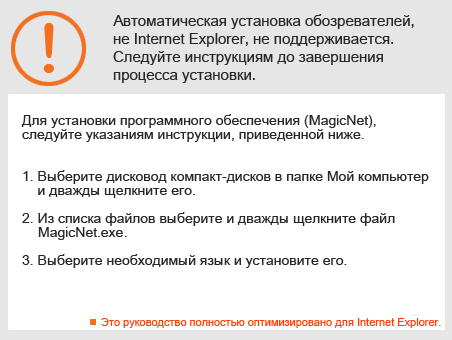 Автоматическая установка обозревателей,
не Internet Explorer, не поддерживается.
Следуйте инструкциям до завершения
процесса установки.
Для установки программного обеспечения (MagicNet),
следуйте указаниям инструкции, приведенной ниже.
1. Выберите дисковод компакт-дисков в папке Мой компьютер
и дважды щелкните его.
2. Из списка файлов выберите и дважды щелкните файл
MagicNet.exe.
3. Выберите необходимый язык и установите его.
Это руководство полностью оптимизировано для Internet Explorer.